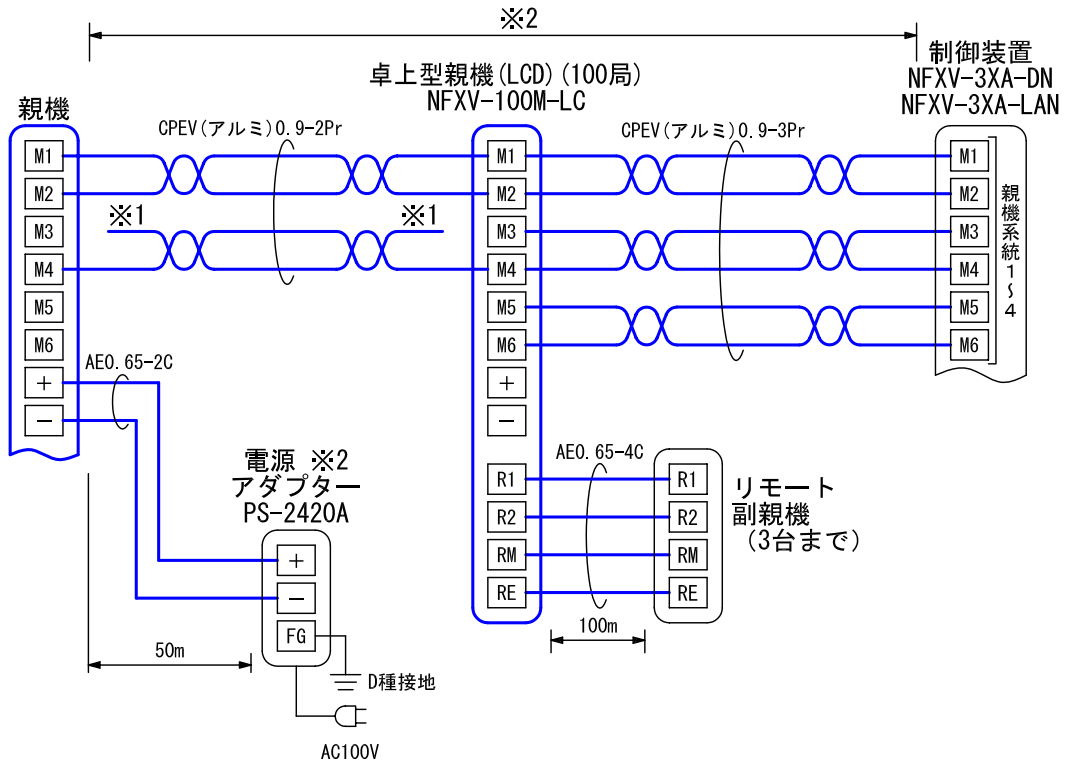 ※2
制御装置
NFXV-3XA-DN
NFXV-3XA-LAN
卓上型親機(LCD)(100局)
NFXV-100M-LC
親機
CPEV(アルミ)0.9-2Pr
CPEV(アルミ)0.9-3Pr
M1
M2
M3
M4
M5
M6
+
-
※1
※1
M1
M2
M3
M4
M5
M6
+
-
R1
R2
RM
RE
M1
M2
M3
M4
M5
M6
親機系統1~4
AE0.65-2C
電源 ※2
アダプター
PS-2420A
+
-
FG
50m
D種接地
AC100V
AE0.65-4C
R1
R2
RM
RE
リモート
副親機
(3台まで)
100m